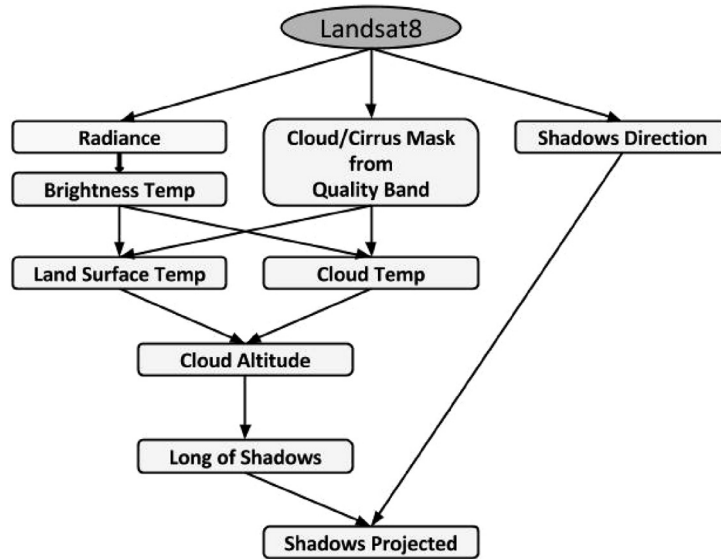 Landsat8
Radiance
Cloud/Cirrus Mask
from
Quality Band
Shadows Direction
Brightness Temp
Land Surface Temp
Cloud Temp
Cloud Altitude
Long of Shadows
Shadows Projected